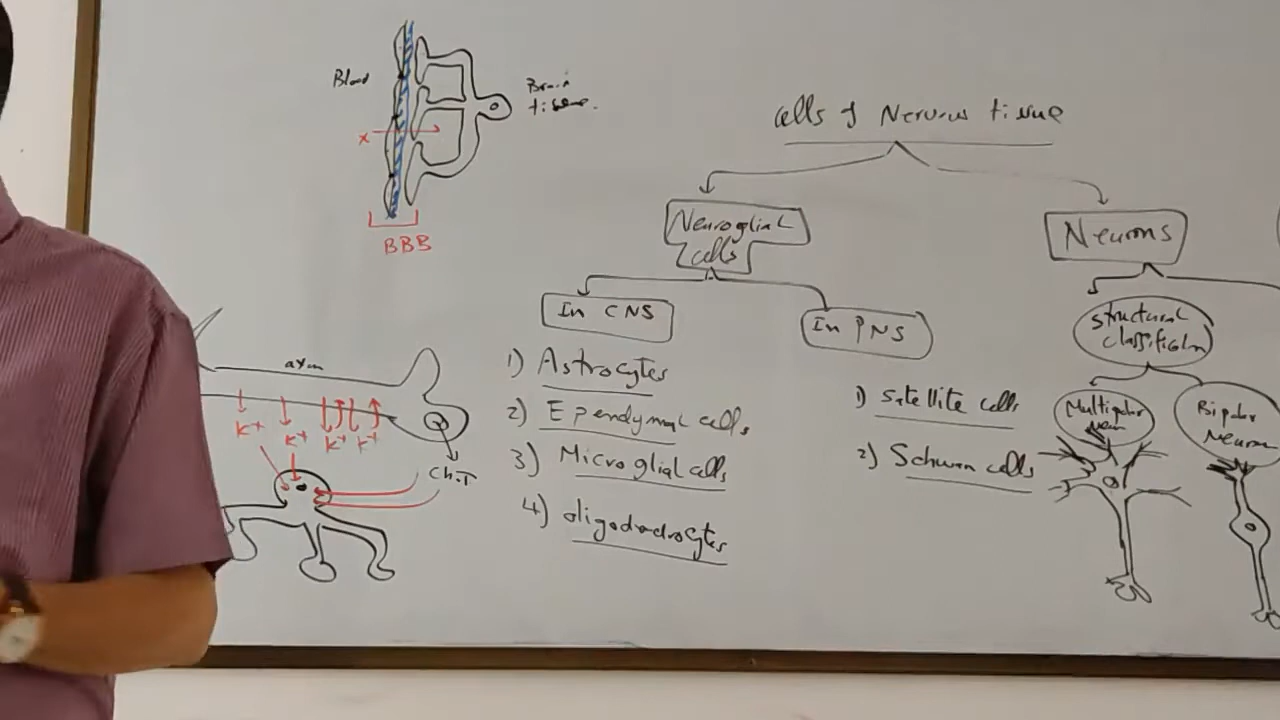 Blood
Brain
tissue.
x
BBB
axon
K+
K+
K+ K+
Ch.T
Cells of Nervous tissue
Neuroglial
cells
In CNS
1) Astrocytes
2) Ependymal cells
3) Microglial cells
4) oligodendrocytes
In PNS
1) satellite cells
2) Schwan cells
Neurons
structural
classification
Multipolar
Neuron
Bipolar
Neuron